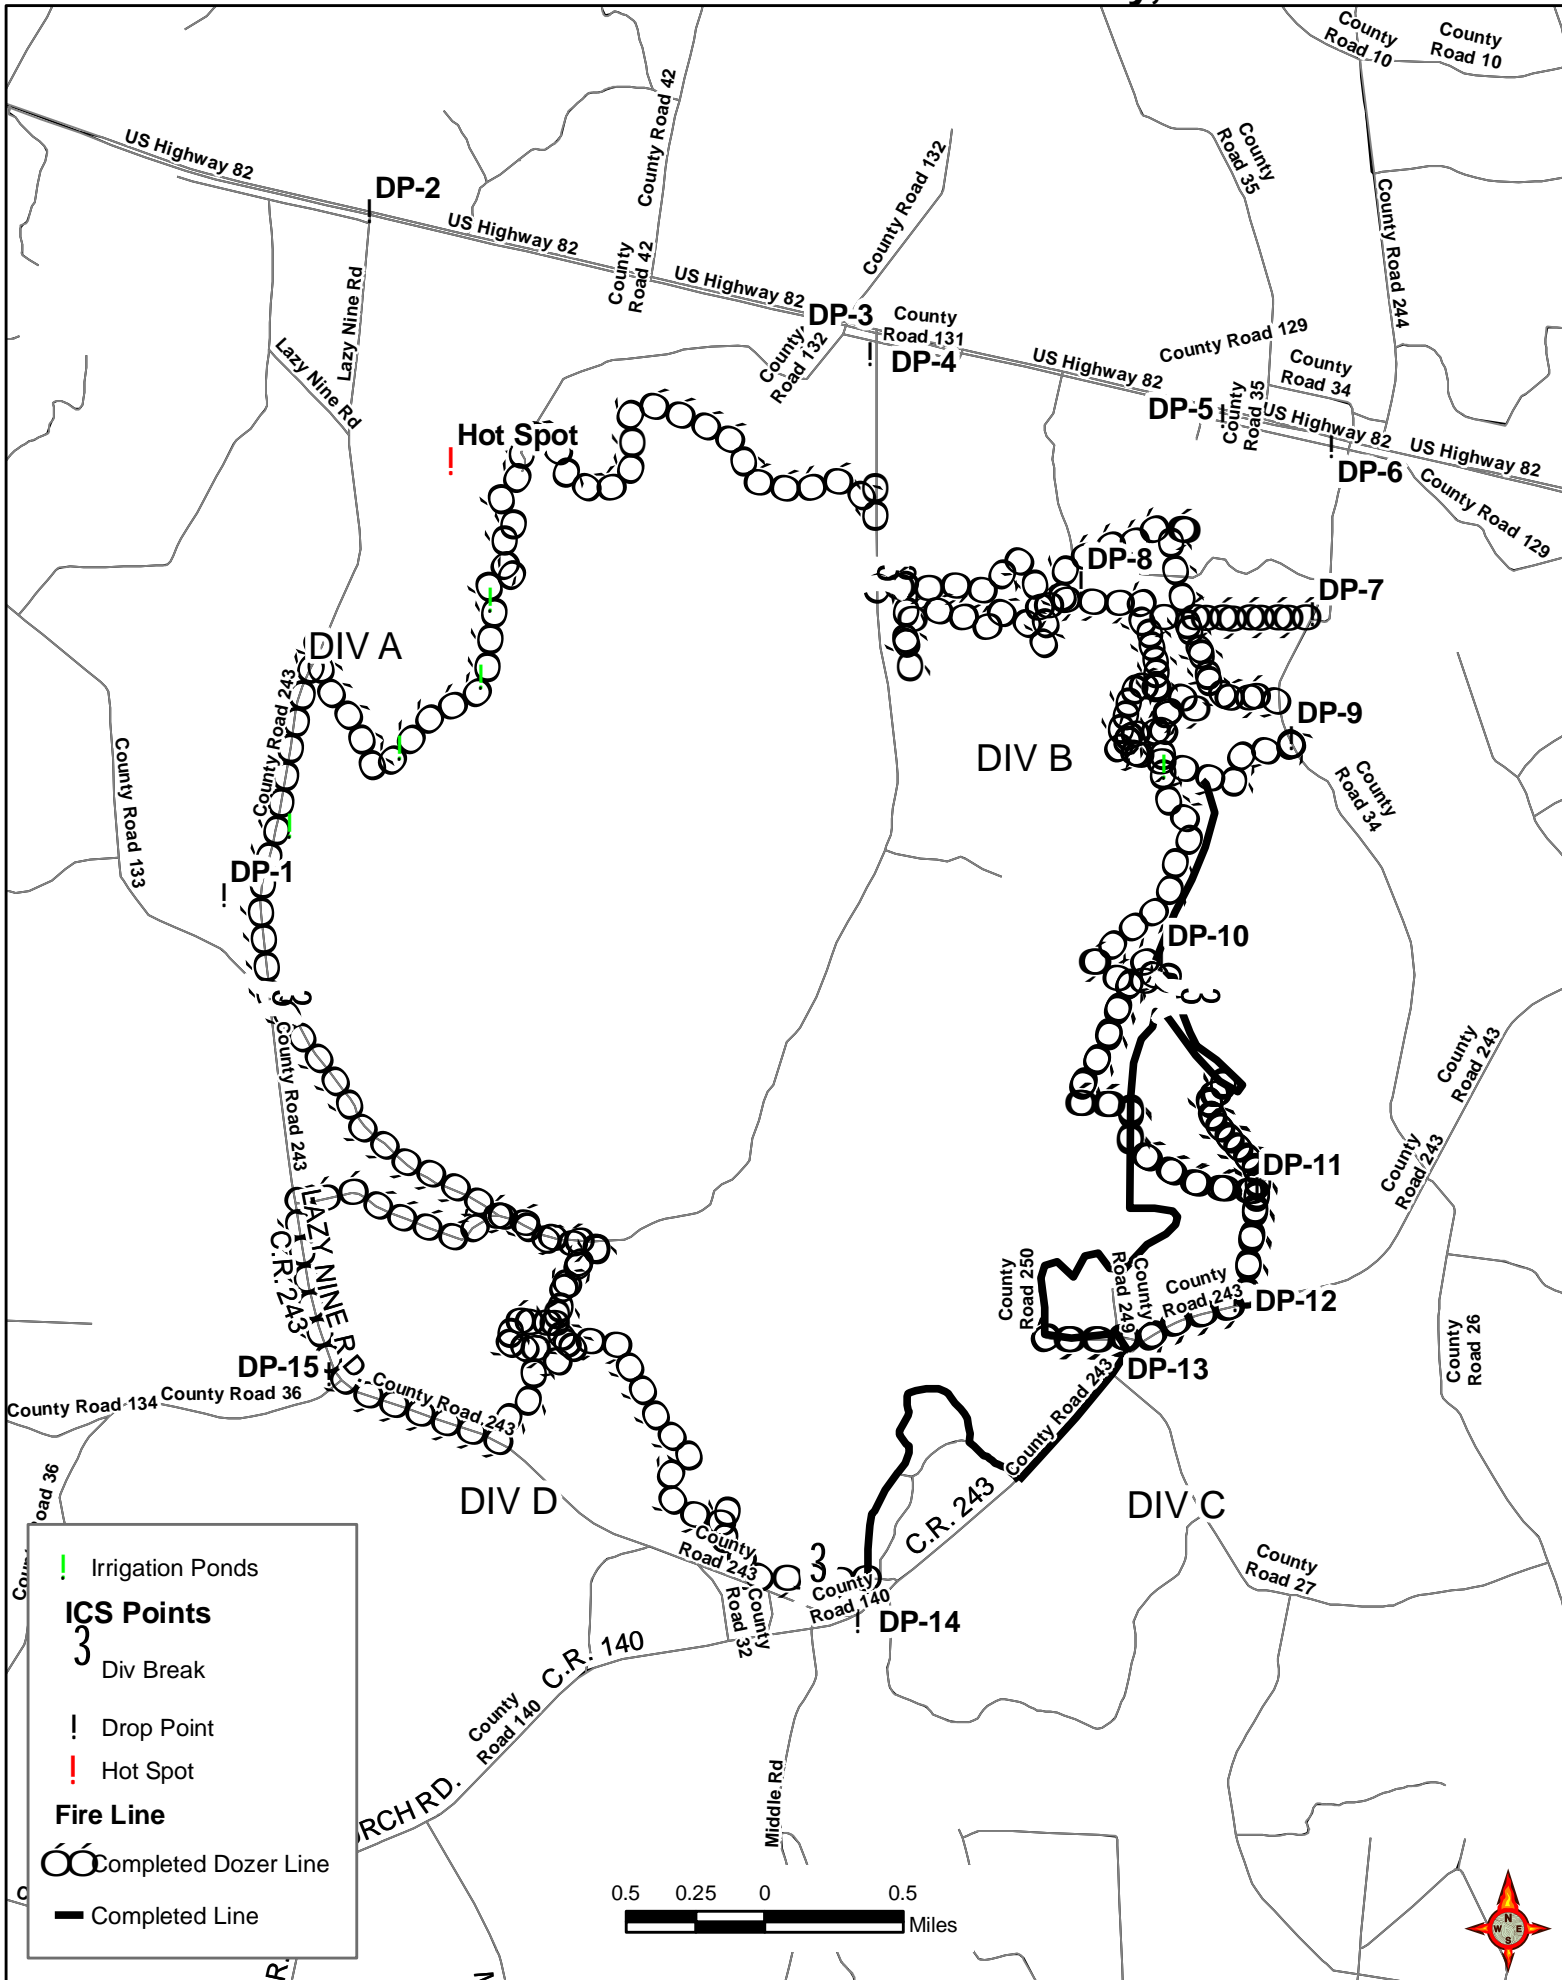 County
Road 10
County
Road 10
US Highway 82
County Road 42
County Road 132
County
Road 35
DP-2
US Highway 82
County
Road 42
County Road 244
Lazy Nine Rd
US Highway 82
DP-3
County
Road 131
County Road 129
Lazy Nine Rd
County
Road 132
DP-4
US Highway 82
County
Road 34
DP-5
County
Road 35
US Highway 82
US Highway 82
Hot Spot
DP-6
County Road 129
DP-8
DP-7
DIV A
County Road 243
DP-9
DIV B
County Road 133
County
Road 34
DP-1
DP-10
3
3
County Road 243
County
Road 243
County
Road 243
DP-11
LAZY NINE RD.
C.R. 243
County
Road 250
County
Road 249
County
Road 243
DP-12
County
Road 26
DP-15
County Road 243
DP-13
County Road 134
County Road 36
County Road 243
DIV D
C.R. 243
DIV C
Road 36
County
Road 243
3
County
Road 140
County
Road 27
County
Road 32
DP-14
C.R. 140
County
Road 140
Middle Rd
Irrigation Ponds
ICS Points
3
Div Break
Drop Point
Hot Spot
Fire Line
Completed Dozer Line
Completed Line
RCH RD.
0.5 0.25 0 0.5
Miles
N
W E
S